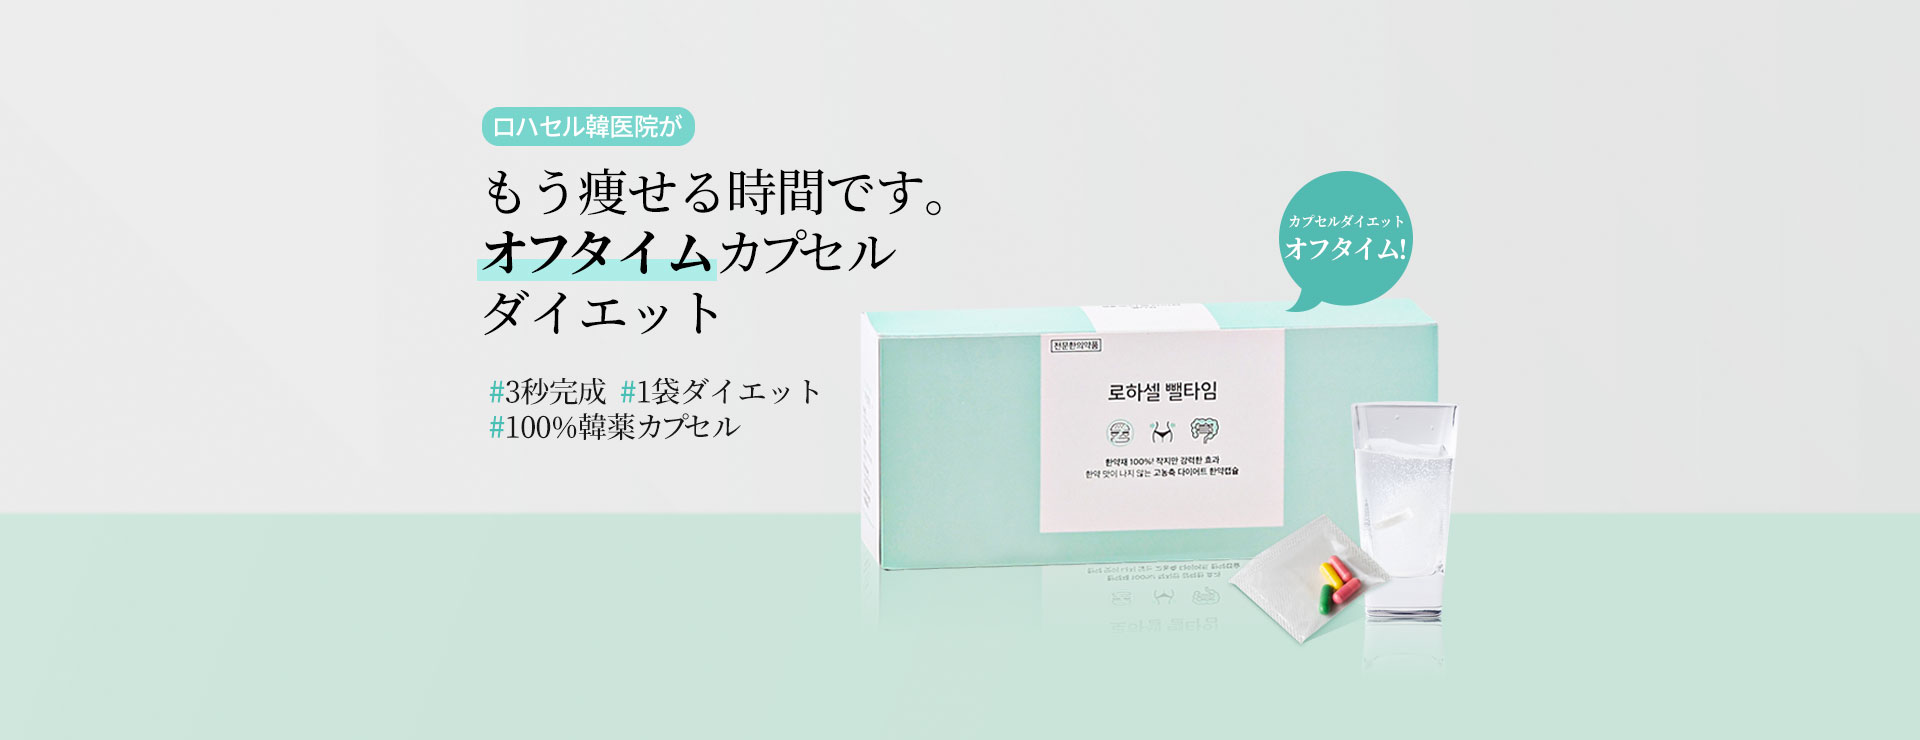 ロハセル韓医院が
もう痩せる時間です。
オフタイムカプセル
ダイエット
#3秒完成 #1袋ダイエット
#100%韓薬カプセル
カプセルダイエット
オフタイム!
전문한의약품
로하셀 뺄타임
한약재 100%! 작지만 강력한 효과
한약 맛이 나지 않는 고농축 다이어트 한약캡슐